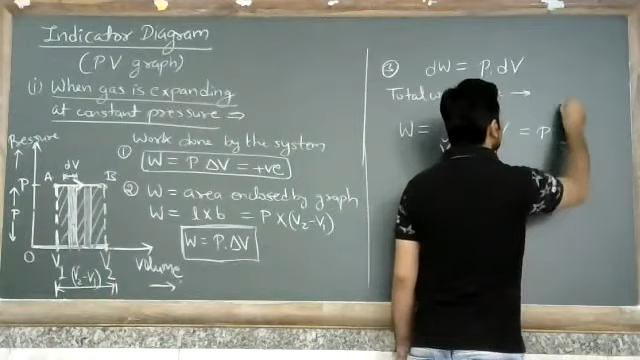 Indicator Diagram
(PV graph)
(i) When gas is expanding
at constant pressure ⇒
Work done by the system
① W = P ΔV = +ve
② W = area enclosed by graph
W = l x b = P x (V₂-V₁)
W = P.ΔV
Pressure
dV
P A B
P
O V₁ V₂ Volume
(V₂-V₁)
③ dW = P.dV
Total
W = V = P